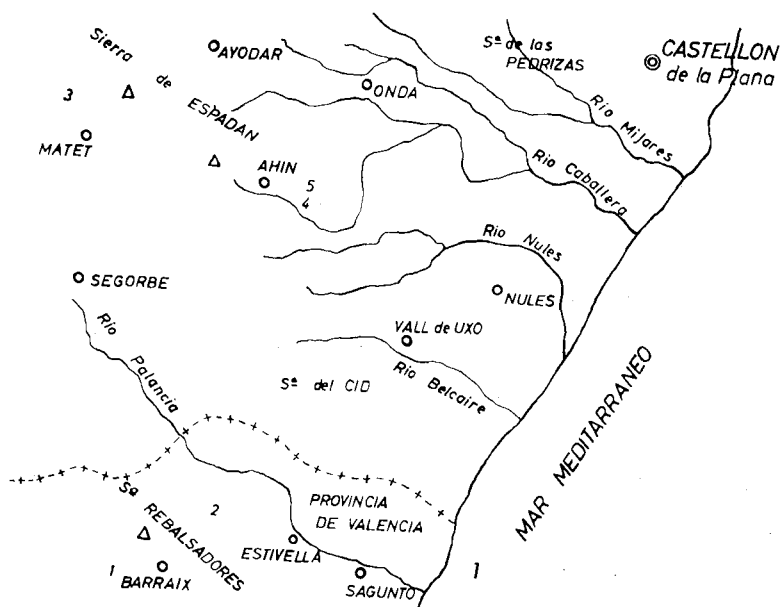 Sierra de ESPADAN
AYODAR
Sª de las
PEDRIZAS
CASTELLON
de la Plana
3
ONDA
MATET
Rio Mijares
AHIN
5
4
Rio Caballera
Rio Nules
SEGORBE
NULES
Rio Palancia
VALL de UXO
Sª del CID
Rio Belcaire
MAR MEDITARRANEO
Sª REBALSADORES
2
PROVINCIA
DE VALENCIA
ESTIVELLA
1
BARRAIX
SAGUNTO
1